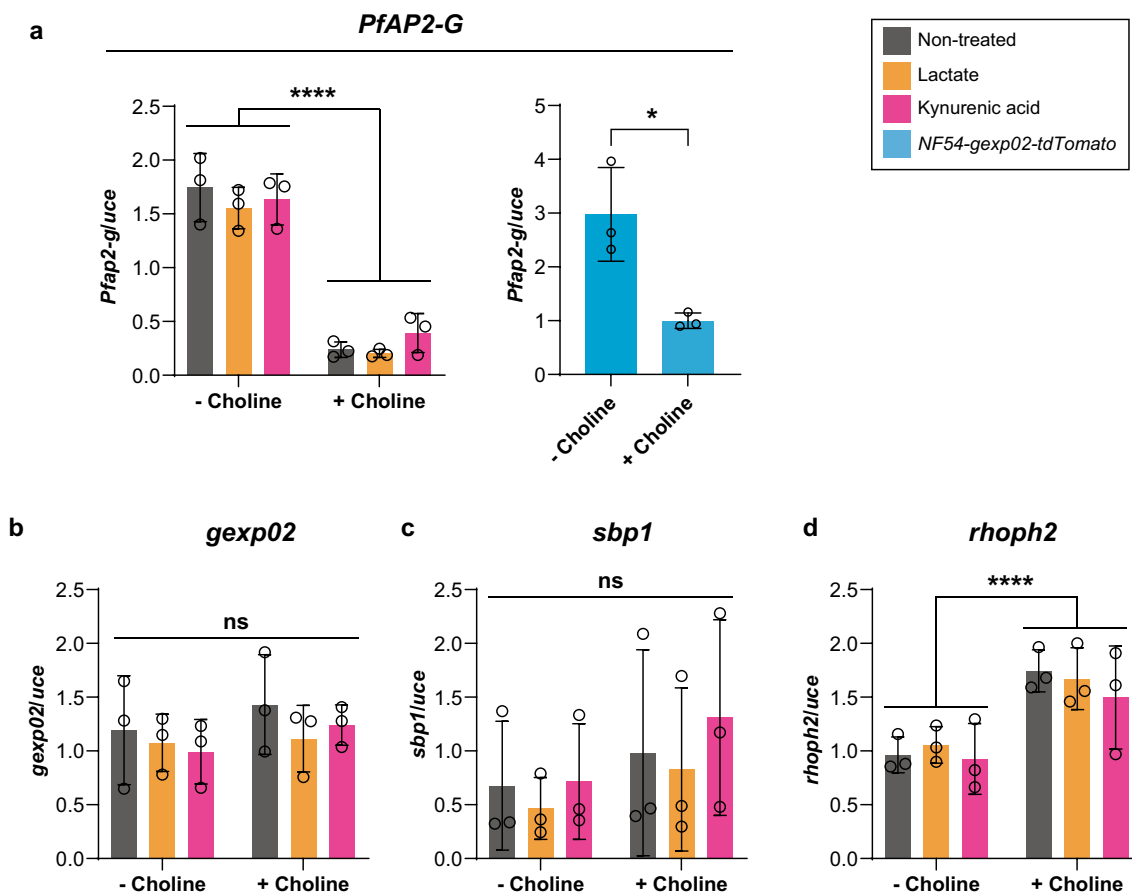 a
PfAP2-G
Non-treated
Lactate
Kynurenic acid
NF54-gexp02-tdTomato
****
Pfap2-g/uce
2.5
2.0
1.5
1.0
0.5
0.0
- Choline
+ Choline
*
Pfap2-g/uce
5
4
3
2
1
0
- Choline
+ Choline
b
gexp02
ns
gexp02/uce
2.5
2.0
1.5
1.0
0.5
0.0
- Choline
+ Choline
c
sbp1
ns
sbp1/uce
2.5
2.0
1.5
1.0
0.5
0.0
- Choline
+ Choline
d
rhoph2
****
rhoph2/uce
2.5
2.0
1.5
1.0
0.5
0.0
- Choline
+ Choline